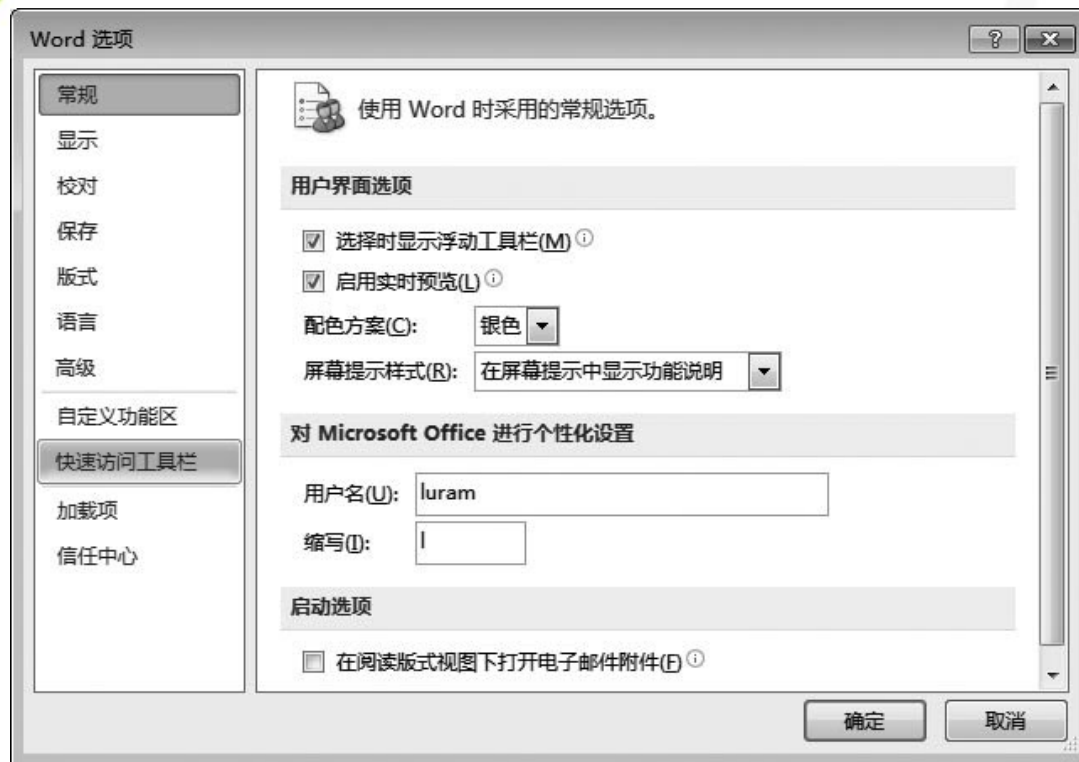 Word 选项
常规
显示
校对
保存
版式
语言
高级
自定义功能区
快速访问工具栏
加载项
信任中心
使用 Word 时采用的常规选项。
用户界面选项
选择时显示浮动工具栏(M)
启用实时预览(L)
配色方案(C): 银色
屏幕提示样式(R): 在屏幕提示中显示功能说明
对 Microsoft Office 进行个性化设置
用户名(U): luram
缩写(I): l
启动选项
在阅读版式视图下打开电子邮件附件(F)
确定 取消